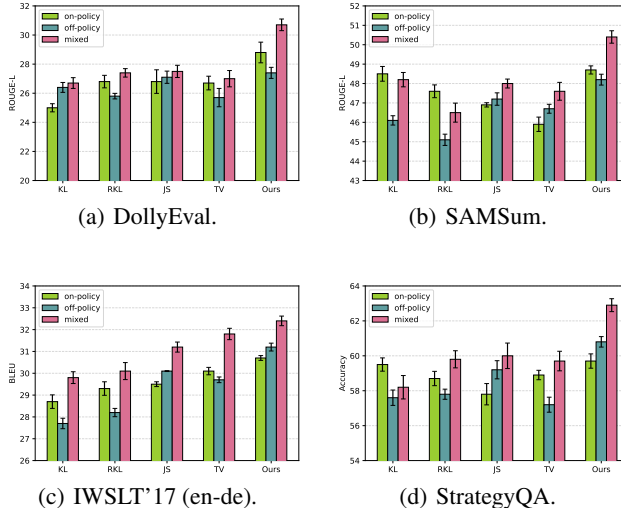 32
30
28
26
24
22
20
ROUGE-L
on-policy
off-policy
mixed
KL RKL JS TV Ours
(a) DollyEval.
52
51
50
49
48
47
46
45
44
43
ROUGE-L
on-policy
off-policy
mixed
KL RKL JS TV Ours
(b) SAMSum.
34
33
32
31
30
29
28
27
26
BLEU
on-policy
off-policy
mixed
KL RKL JS TV Ours
(c) IWSLT'17 (en-de).
64
62
60
58
56
54
Accuracy
on-policy
off-policy
mixed
KL RKL JS TV Ours
(d) StrategyQA.